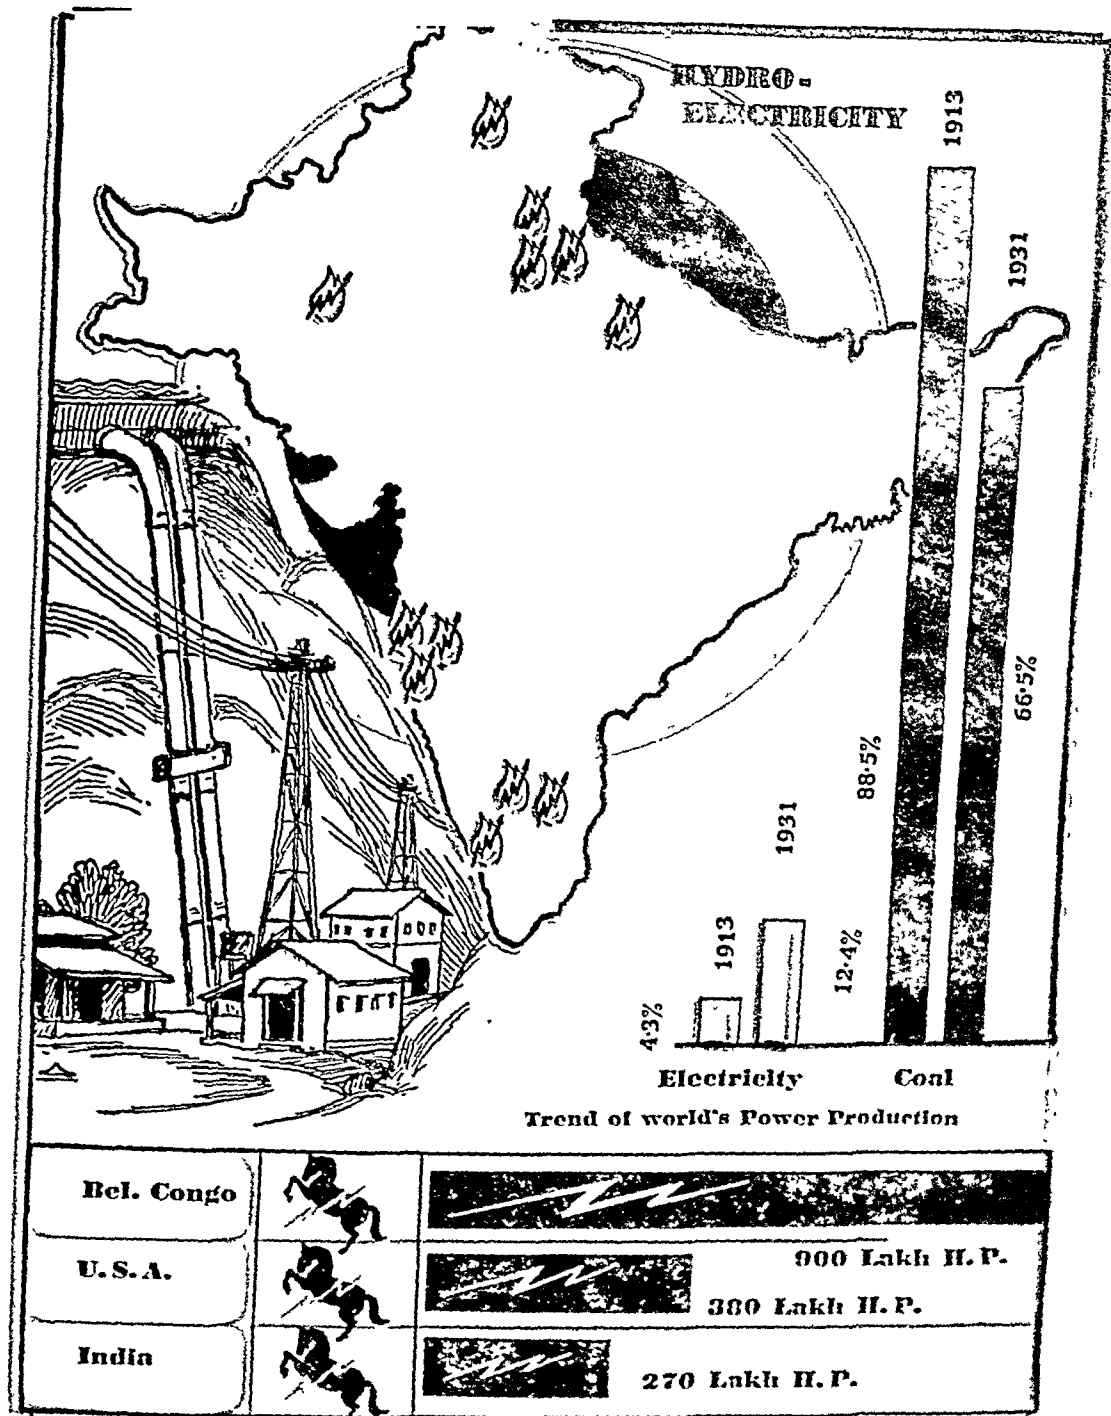 HYDRO-
ELECTRICITY
1913
1931
88·5%
66·5%
1931
1913
12·4%
4·3%
Electricity
Coal
Trend of world's Power Production
Bel. Congo
900 Lakh H.P.
U.S.A.
380 Lakh H.P.
India
270 Lakh H.P.